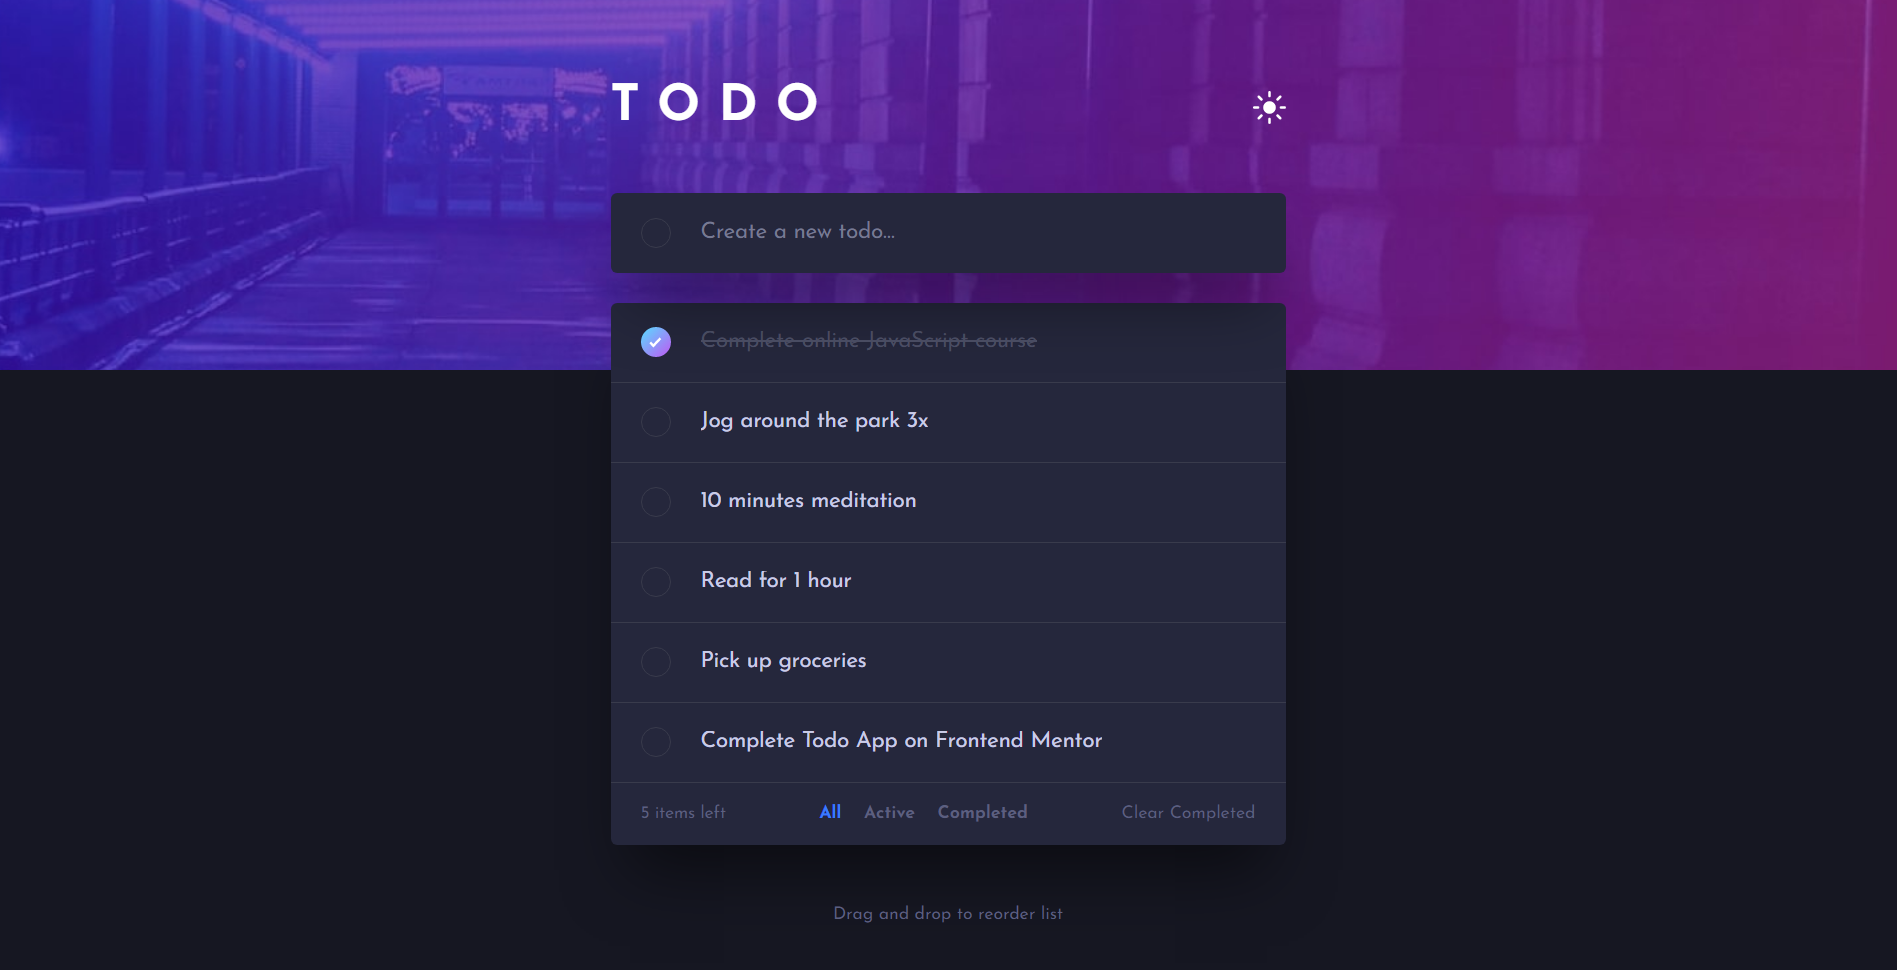 TODO
Create a new todo...
Complete online JavaScript course
Jog around the park 3x
10 minutes meditation
Read for 1 hour
Pick up groceries
Complete Todo App on Frontend Mentor
5 items left All Active Completed Clear Completed
Drag and drop to reorder list